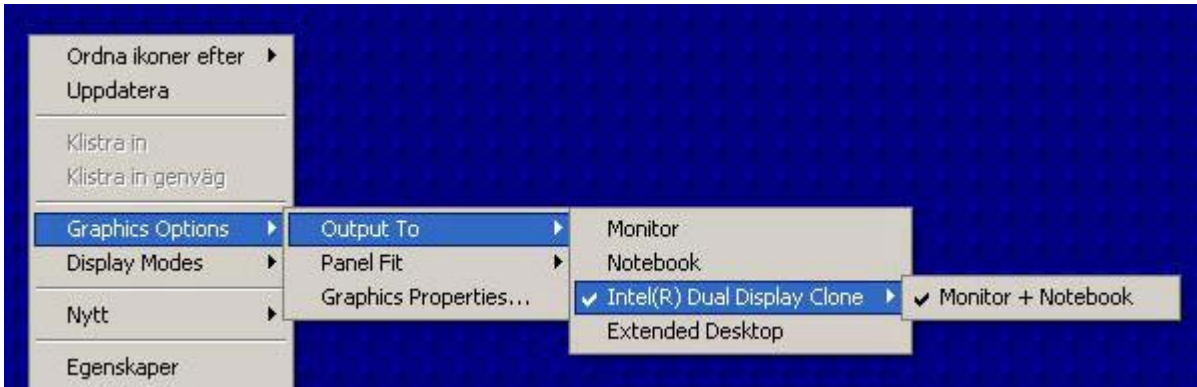 Ordna ikoner efter
Uppdatera
Klistra in
Klistra in genväg
Graphics Options
Display Modes
Nytt
Egenskaper
Output To
Panel Fit
Graphics Properties...
Monitor
Notebook
Intel(R) Dual Display Clone
Extended Desktop
Monitor + Notebook